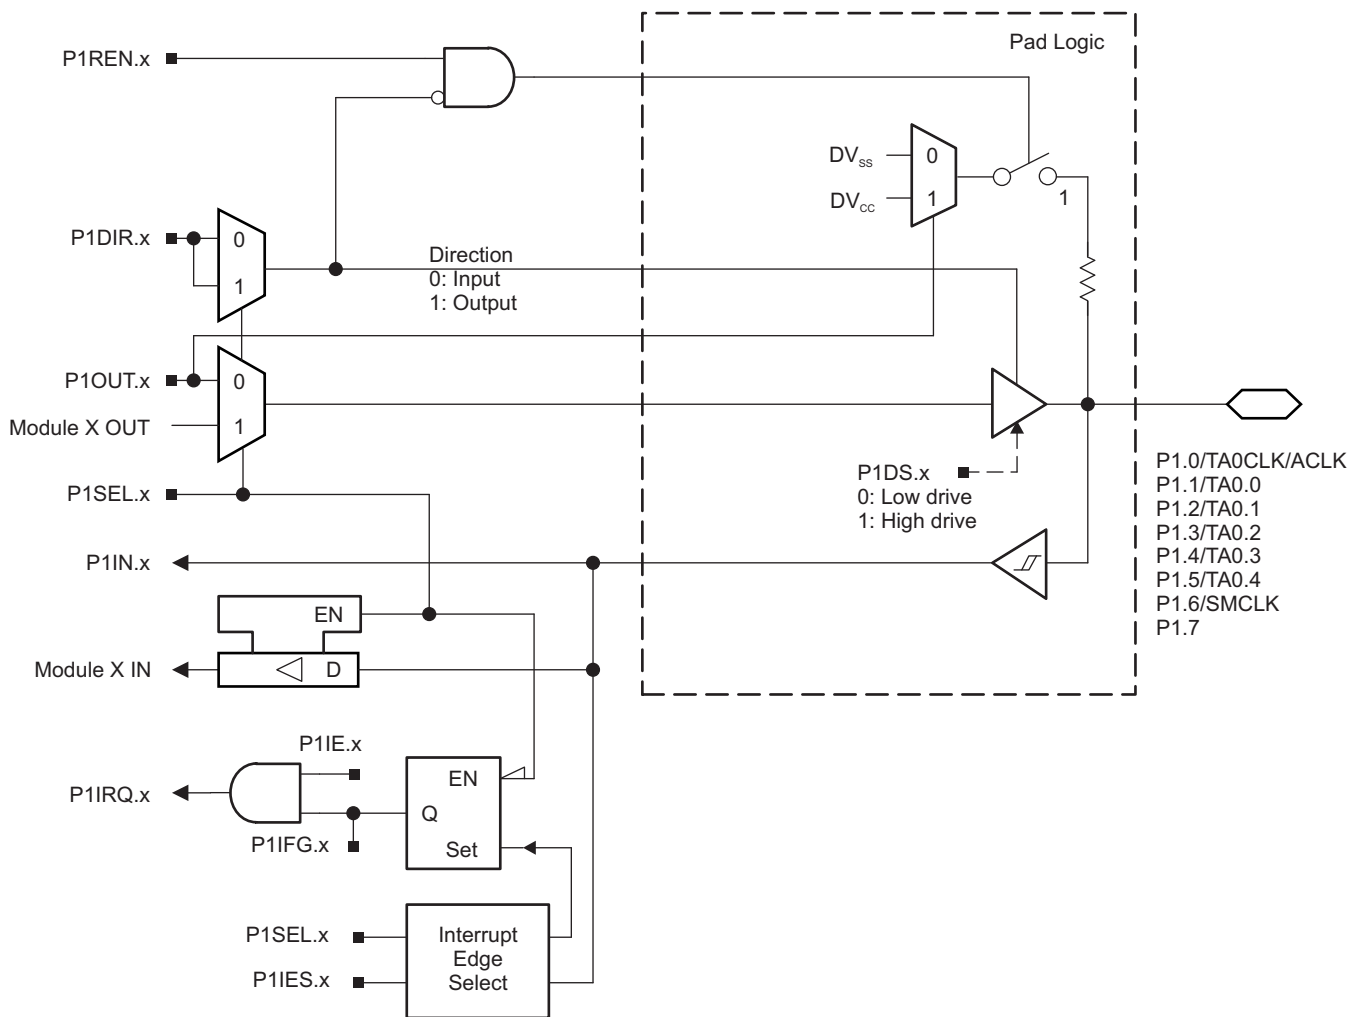 Pad Logic
P1REN.x
DVSS
0
DVCC
1
1
P1DIR.x
0
1
Direction
0: Input
1: Output
P1OUT.x
0
Module X OUT
1
P1DS.x
0: Low drive
1: High drive
P1SEL.x
P1IN.x
P1.0/TA0CLK/ACLK
P1.1/TA0.0
P1.2/TA0.1
P1.3/TA0.2
P1.4/TA0.3
P1.5/TA0.4
P1.6/SMCLK
P1.7
EN
Module X IN
D
P1IE.x
EN
P1IRQ.x
Q
P1IFG.x
Set
P1SEL.x
P1IES.x
Interrupt
Edge
Select